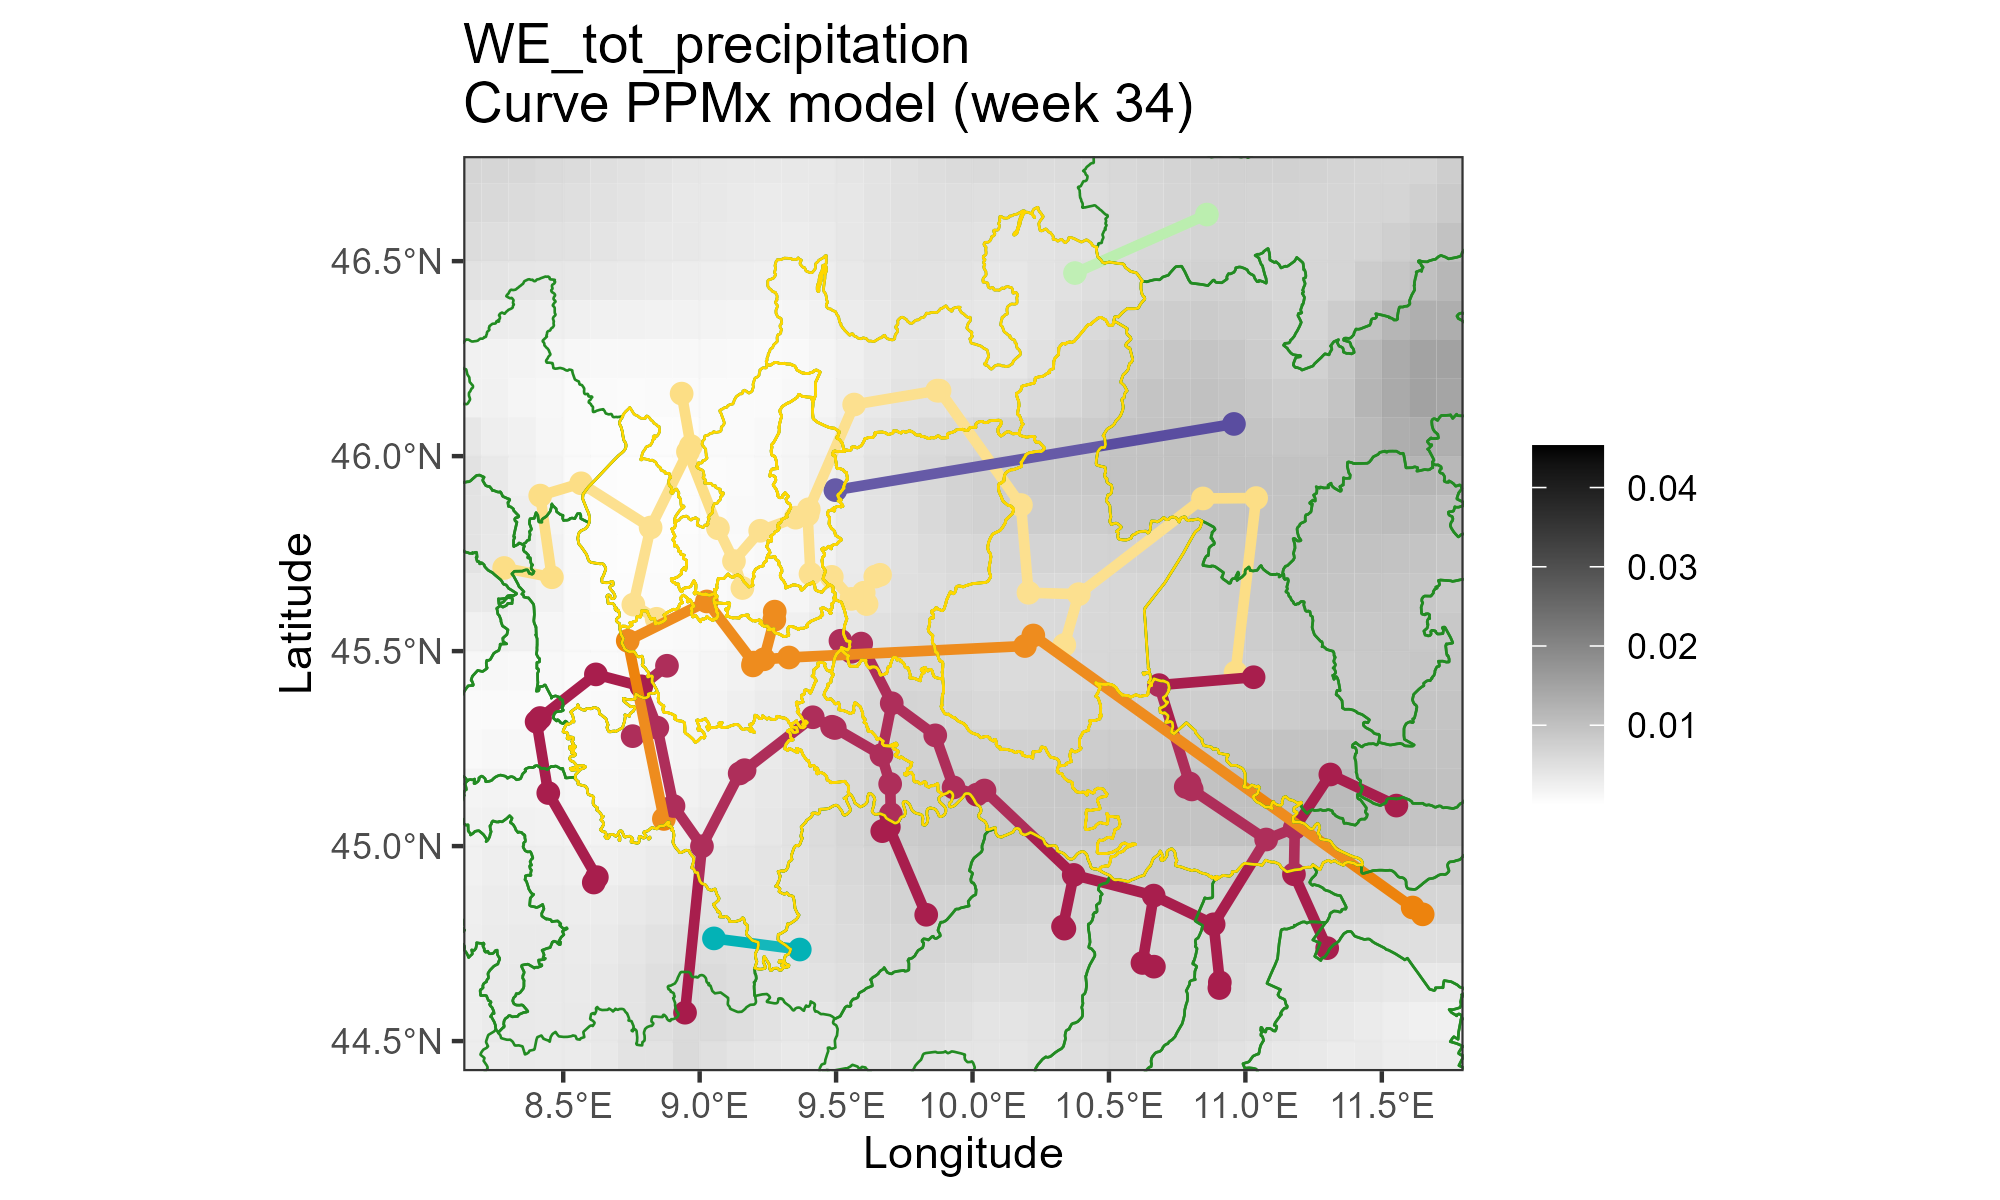 WE_tot_precipitation
Curve PPMx model (week 34)
46.5°N
46.0°N
45.5°N
45.0°N
44.5°N
Latitude
8.5°E 9.0°E 9.5°E 10.0°E 10.5°E 11.0°E 11.5°E
Longitude
0.04
0.03
0.02
0.01